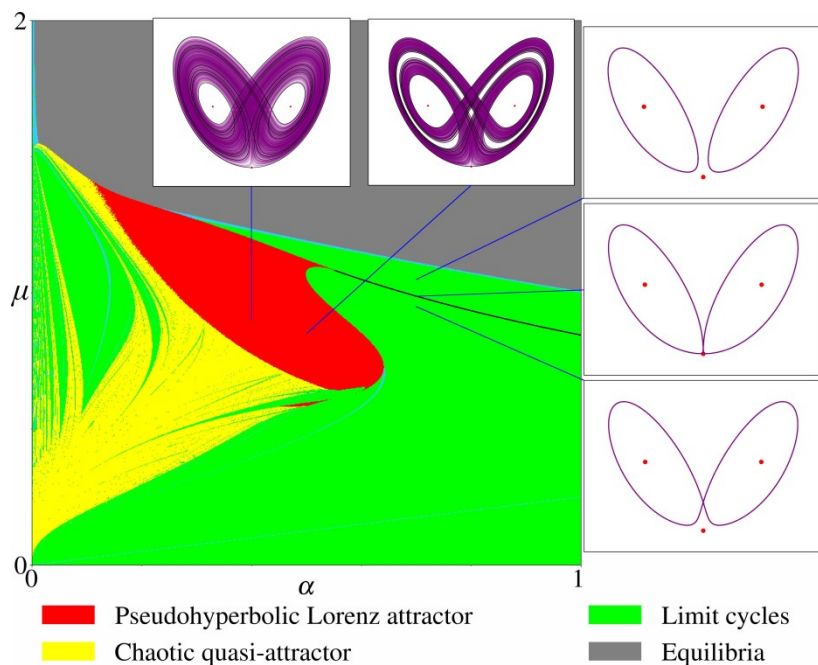 2
μ
0
0
α
1
Pseudohyperbolic Lorenz attractor
Limit cycles
Chaotic quasi-attractor
Equilibria